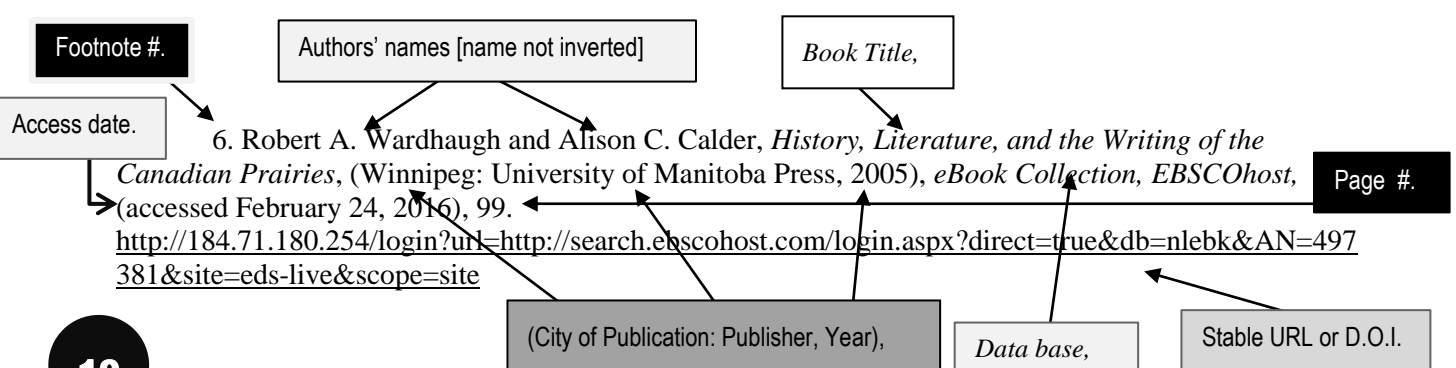 Footnote #.
Authors’ names [name not inverted]
Book Title,
Access date.
6. Robert A. Wardhaugh and Alison C. Calder, History, Literature, and the Writing of the
Canadian Prairies, (Winnipeg: University of Manitoba Press, 2005), eBook Collection, EBSCOhost,
Page #.
(accessed February 24, 2016), 99.
http://184.71.180.254/login?url=http://search.ebscohost.com/login.aspx?direct=true&db=nlebk&AN=497
381&site=eds-live&scope=site
(City of Publication: Publisher, Year),
Data base,
Stable URL or D.O.I.